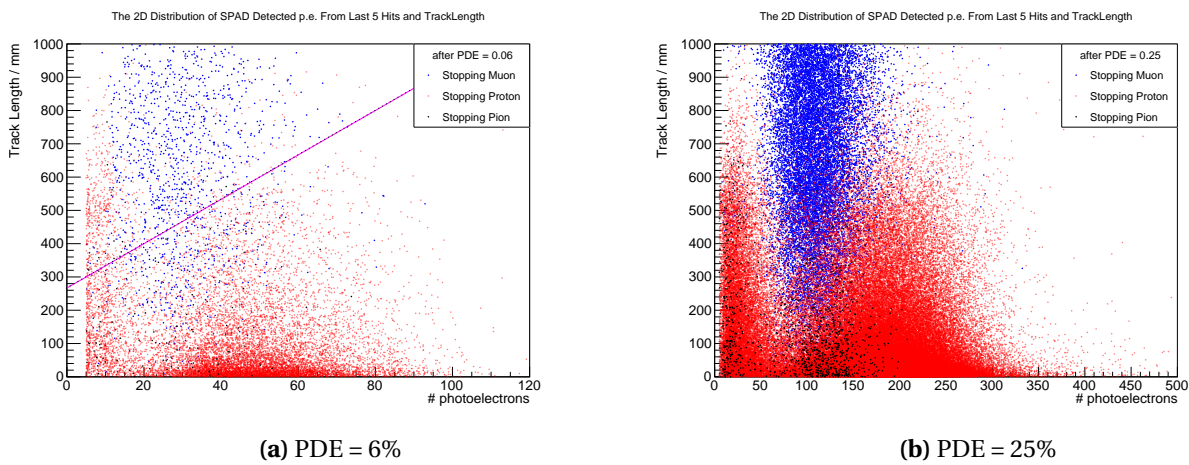 The 2D Distribution of SPAD Detected p.e. From Last 5 Hits and TrackLength
Track Length / mm
1000
900
800
700
600
500
400
300
200
100
0
0 20 40 60 80 100 120
# photoelectrons
after PDE = 0.06
Stopping Muon
Stopping Proton
Stopping Pion
(a) PDE = 6%
The 2D Distribution of SPAD Detected p.e. From Last 5 Hits and TrackLength
Track Length / mm
1000
900
800
700
600
500
400
300
200
100
0
0 50 100 150 200 250 300 350 400 450 500
# photoelectrons
after PDE = 0.25
Stopping Muon
Stopping Proton
Stopping Pion
(b) PDE = 25%